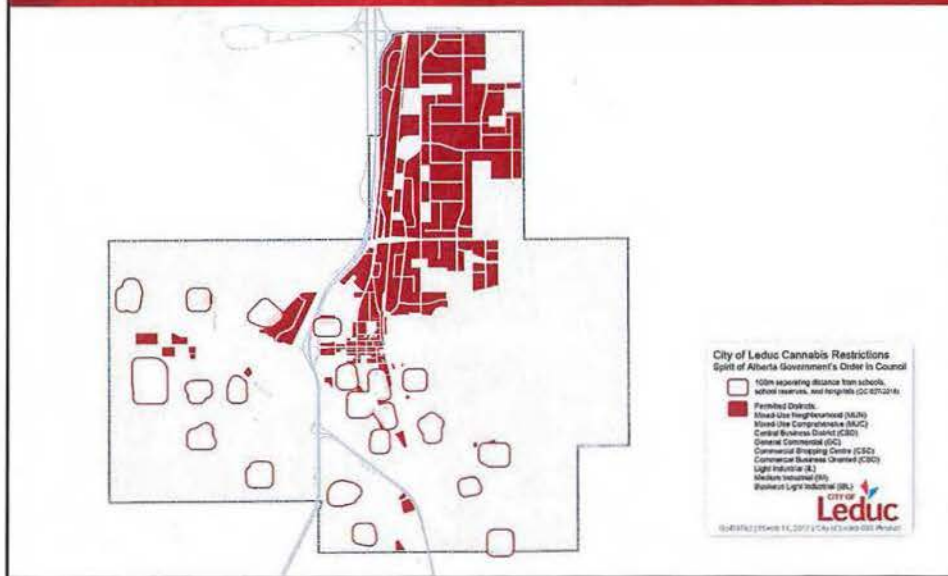 City of Leduc Cannabis Restrictions
Spirit of Alberta Government's Order in Council
100m separating distance from schools,
school reserves, and hospitals
Permitted Districts:
Mixed-Use Neighbourhood (MUN)
Mixed-Use Comprehensive (MUC)
Central Business District (CBD)
General Commercial (GC)
Commercial Shopping Centre (CSC)
Commercial Business Oriented (CBO)
Light Industrial (IL)
Medium Industrial (IM)
Business Light Industrial (IBL)
CITY OF
Leduc